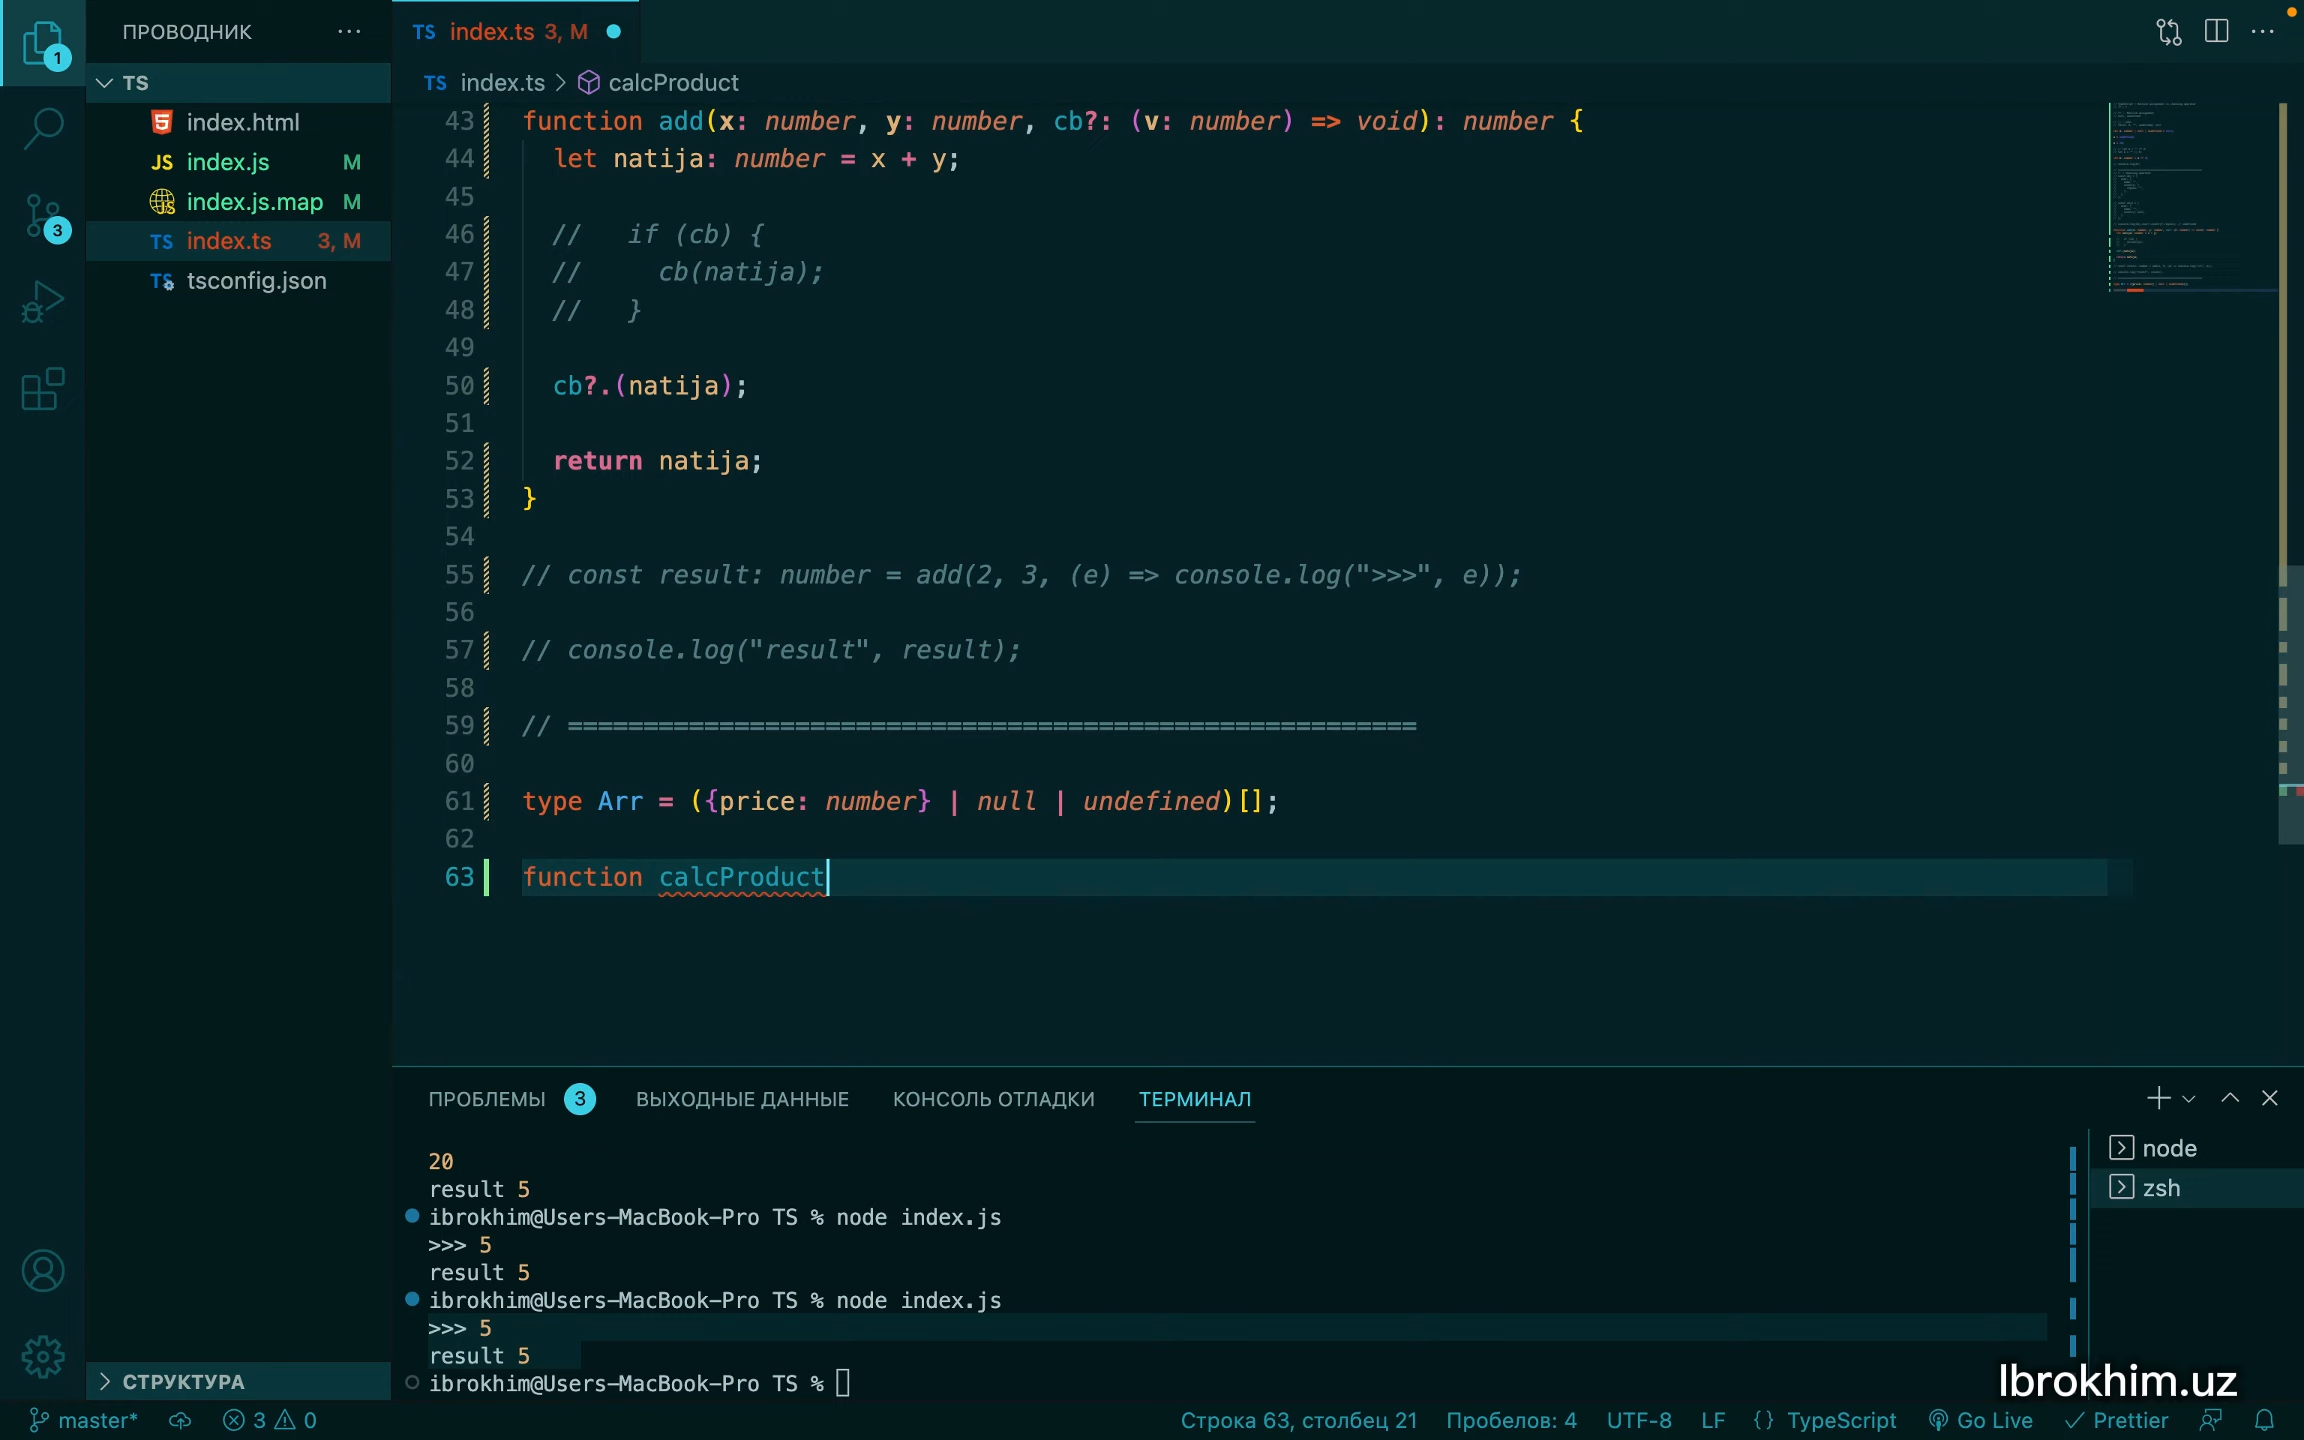 1
ПРОВОДНИК
TS index.ts 3, M
TS
TS index.ts > calcProduct
index.html
JS index.js M
index.js.map M
3
TS index.ts 3, M
TS tsconfig.json
43 function add(x: number, y: number, cb?: (v: number) => void): number {
44 let natija: number = x + y;
45
46 // if (cb) {
47 // cb(natija);
48 // }
49
50 cb?.(natija);
51
52 return natija;
53 }
54
55 // const result: number = add(2, 3, (e) => console.log(">>>", e));
56
57 // console.log("result", result);
58
59 // ========================================================
60
61 type Arr = ({price: number} | null | undefined)[];
62
63 function calcProduct
ПРОБЛЕМЫ 3 ВЫХОДНЫЕ ДАННЫЕ КОНСОЛЬ ОТЛАДКИ ТЕРМИНАЛ
20
result 5
ibrokhim@Users-MacBook-Pro TS % node index.js
>>> 5
result 5
ibrokhim@Users-MacBook-Pro TS % node index.js
>>> 5
result 5
ibrokhim@Users-MacBook-Pro TS %
node
zsh
СТРУКТУРА
Ibrokhim.uz
master* 3 0 Строка 63, столбец 21 Пробелов: 4 UTF-8 LF {} TypeScript Go Live Prettier